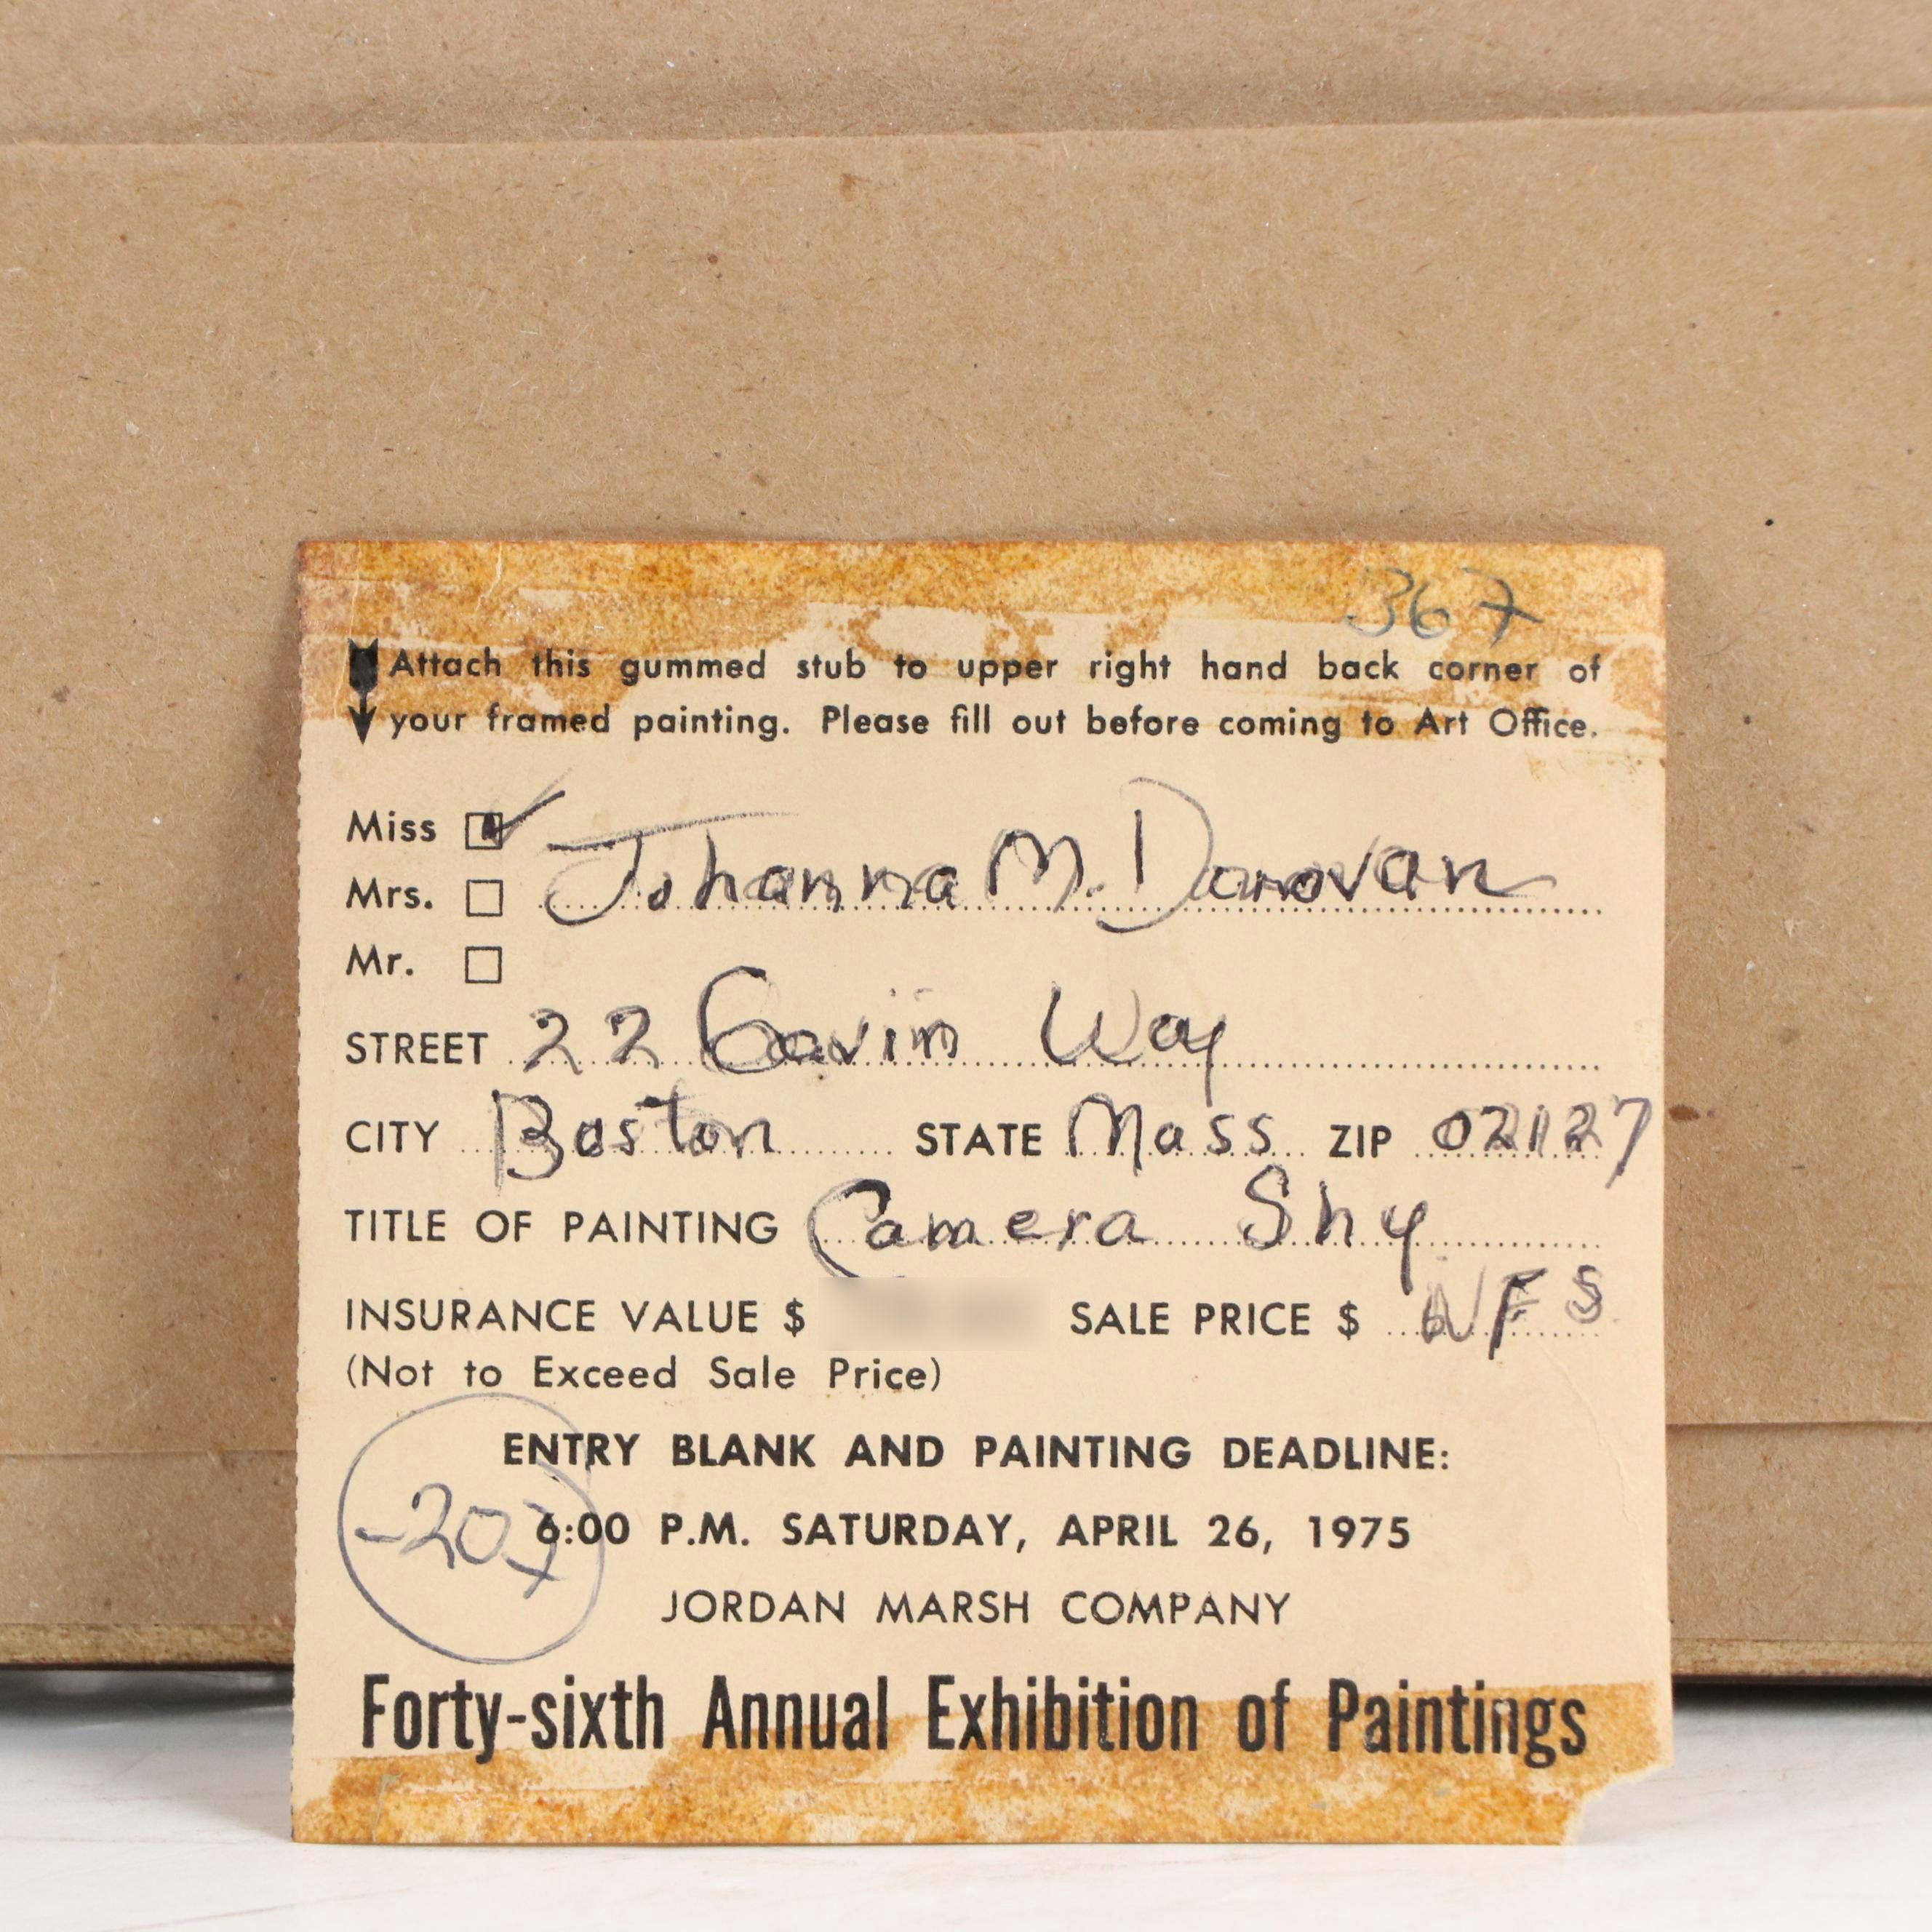 367
Attach this gummed stub to upper right hand back corner of
your framed painting. Please fill out before coming to Art Office.
Miss
Johanna M. Donovan
Mrs.
Mr.
STREET 22 Gavin Way
CITY Boston STATE Mass ZIP 02127
TITLE OF PAINTING Camera Shy
INSURANCE VALUE $ SALE PRICE $ NFS
(Not to Exceed Sale Price)
ENTRY BLANK AND PAINTING DEADLINE:
-207
6:00 P.M. SATURDAY, APRIL 26, 1975
JORDAN MARSH COMPANY
Forty-sixth Annual Exhibition of Paintings